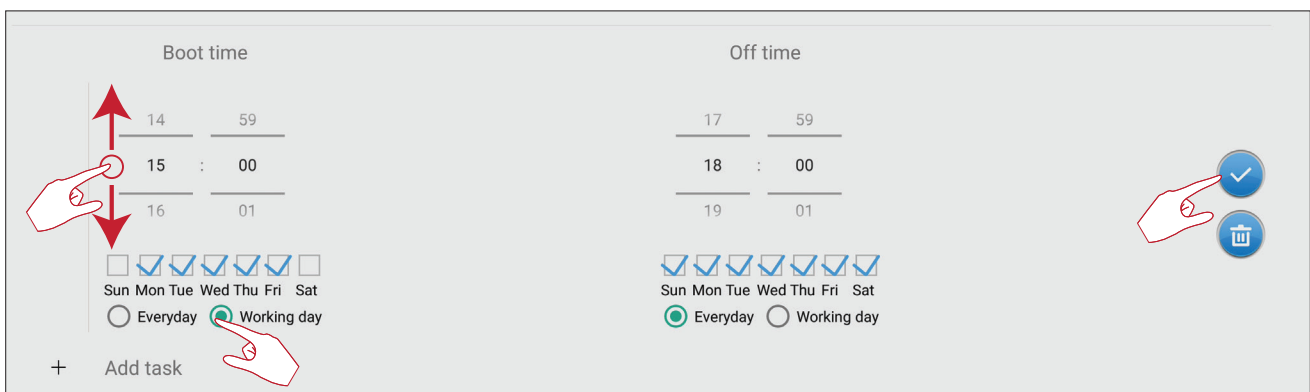 Boot time Off time
14 59 17 59
15 : 00 18 : 00
16 01 19 01
Sun Mon Tue Wed Thu Fri Sat Sun Mon Tue Wed Thu Fri Sat
Everyday Working day Everyday Working day
+ Add task